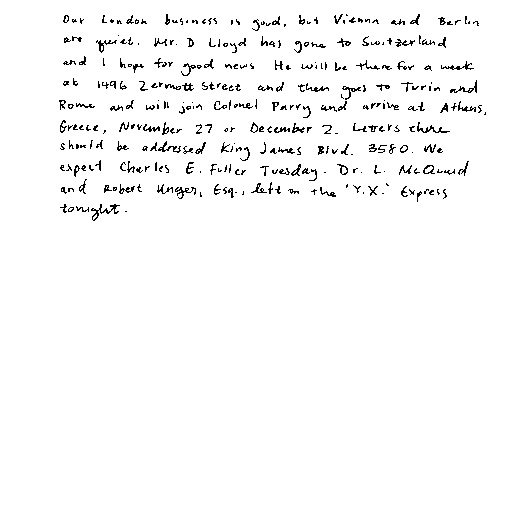 Our London business is good, but Vienna and Berlin
are quiet. Mr. D Lloyd has gone to Switzerland
and I hope for good news He will be there for a week
at 1496 Zermott Street and then goes to Turin and
Rome and will join Colonel Parry and arrive at Athens,
Greece, November 27 or December 2. Letters there
should be addressed King James Blvd. 3580. We
expect Charles E. Fuller Tuesday. Dr. L. McQuaid
and Robert Unger, Esq., left on the 'Y.X.' Express
tonight.